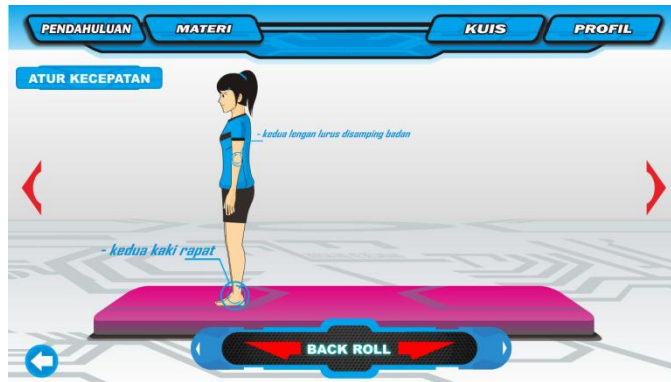 PENDAHULUAN
MATERI
KUIS
PROFIL
ATUR KECEPATAN
- kedua lengan lurus disamping badan
- kedua kaki rapat
BACK ROLL